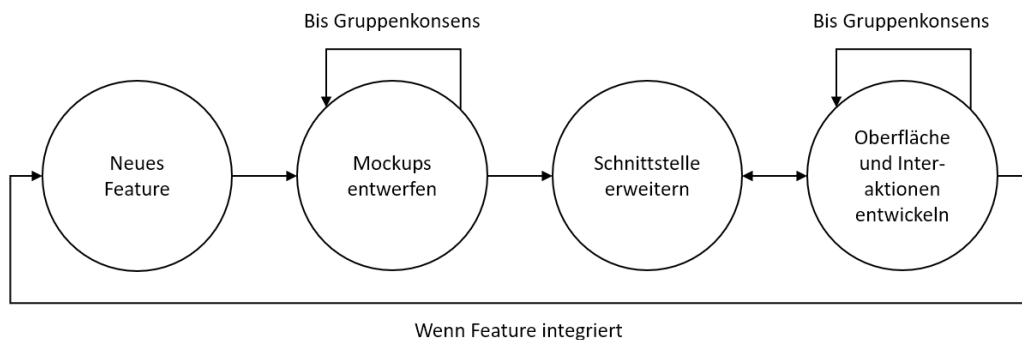 Bis Gruppenkonsens
Bis Gruppenkonsens
Neues
Feature
Mockups
entwerfen
Schnittstelle
erweitern
Oberfläche
und Inter-
aktionen
entwickeln
Wenn Feature integriert